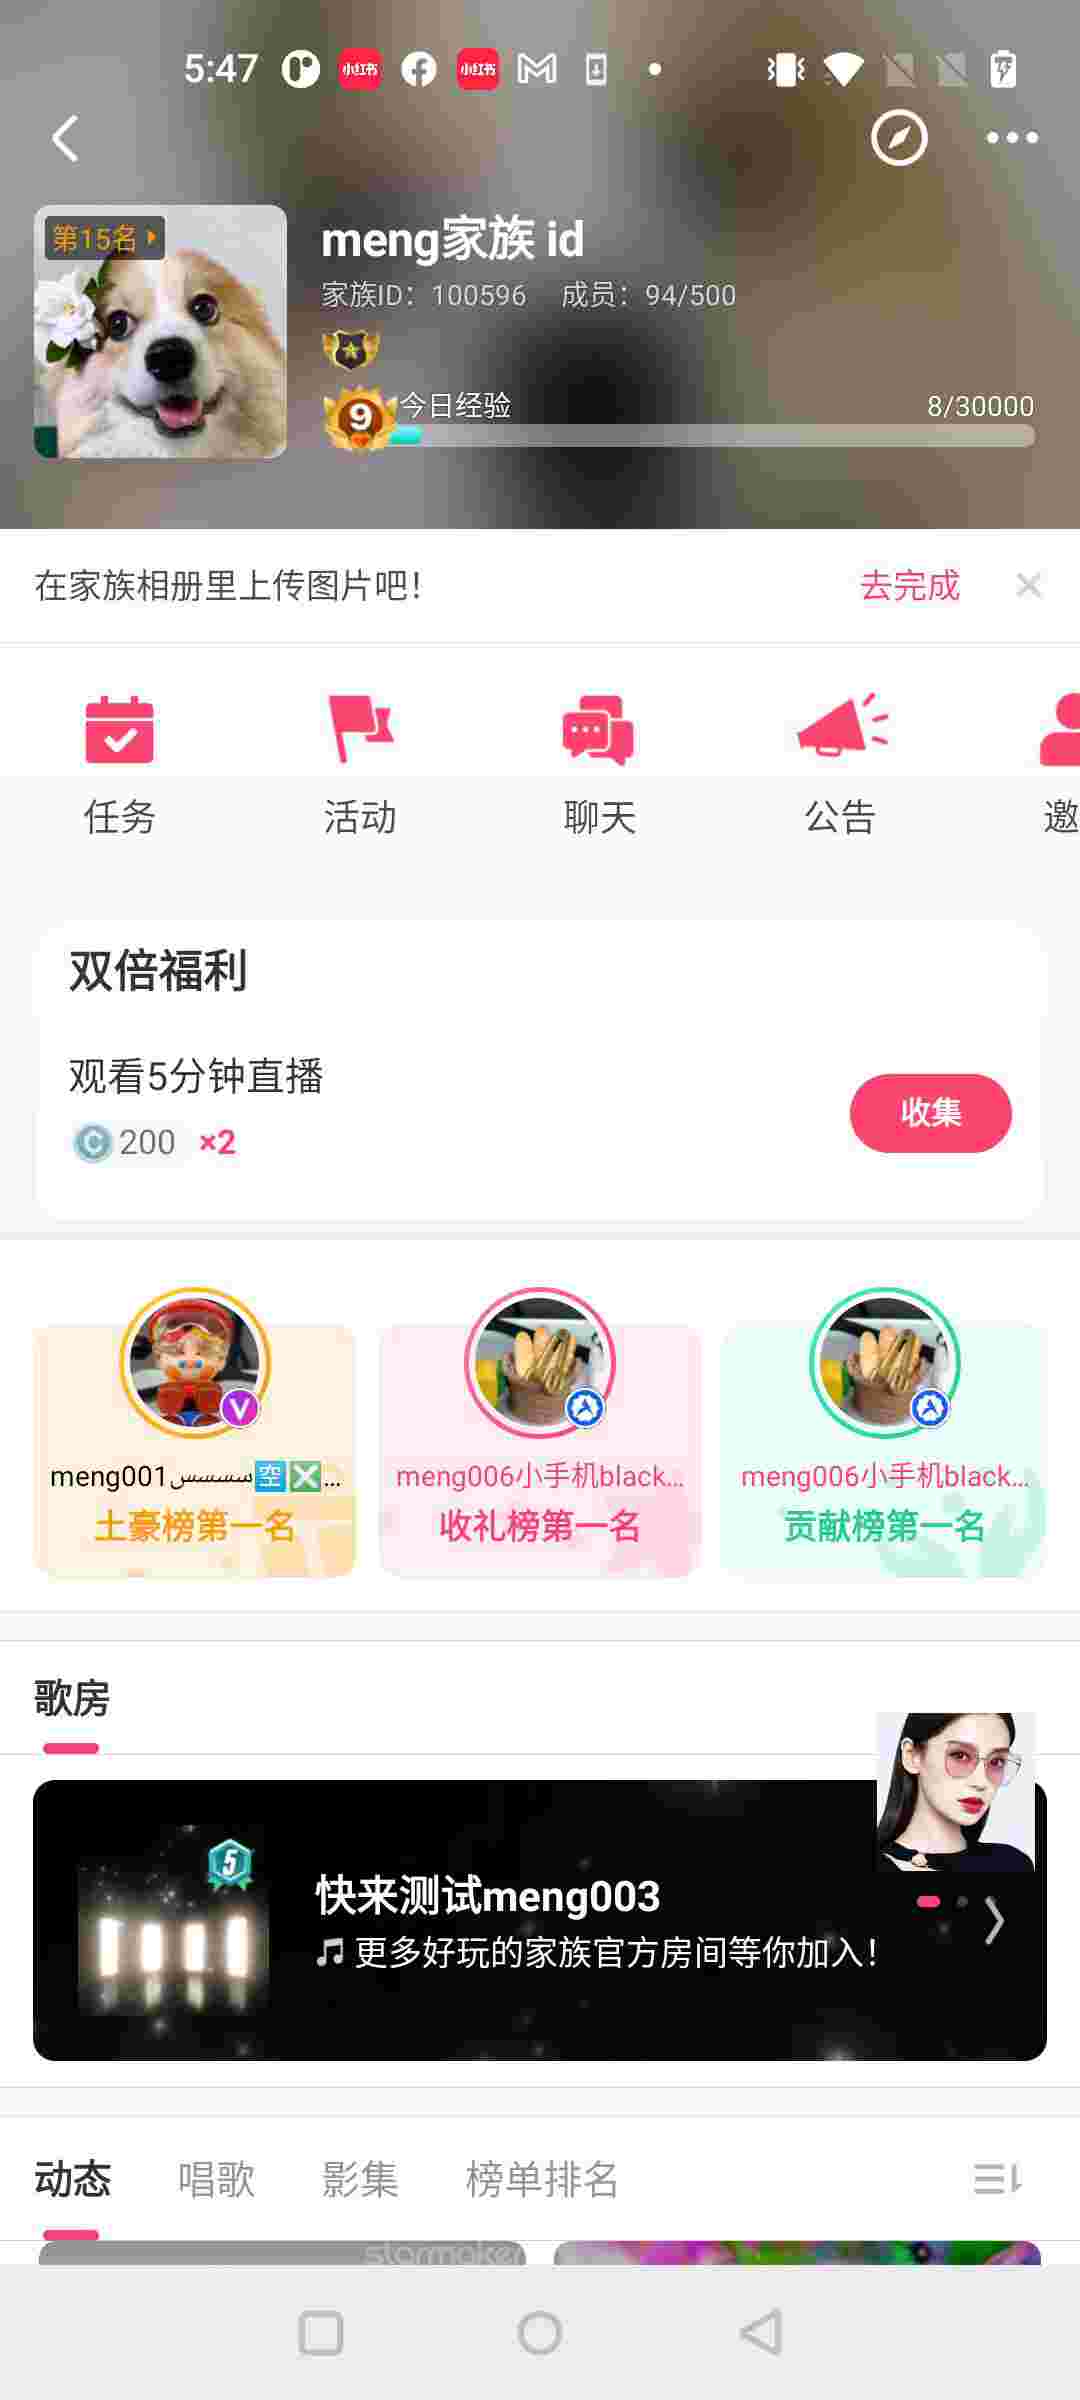 5:47
小红书
小红书
第15名
meng家族 id
家族ID：100596 成员：94/500
9
今日经验
8/30000
在家族相册里上传图片吧！
去完成
任务
活动
聊天
公告
邀
双倍福利
观看5分钟直播
200 ×2
收集
meng001سسسس空❎...
土豪榜第一名
meng006小手机black...
收礼榜第一名
meng006小手机black...
贡献榜第一名
歌房
5
快来测试meng003
更多好玩的家族官方房间等你加入！
动态
唱歌
影集
榜单排名
starmaker